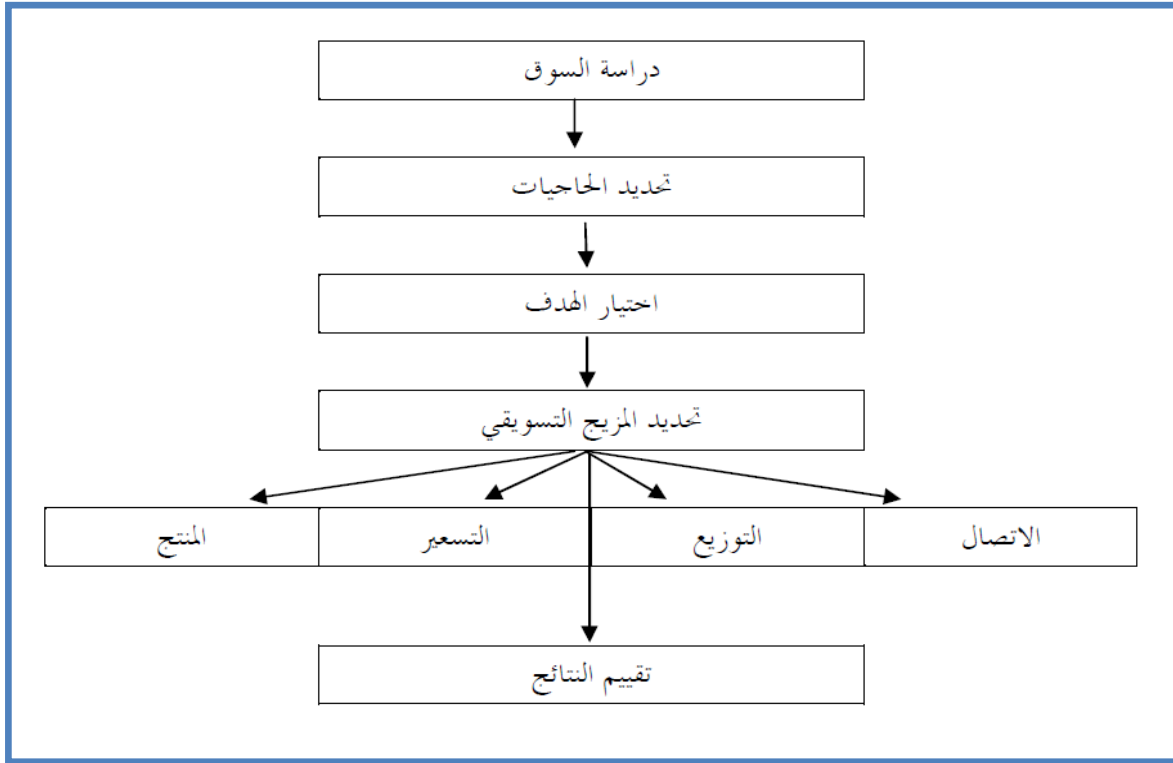 دراسة السوق
تحديد الحاجيات
اختيار الهدف
تحديد المزيج التسويقي
الاتصال
التوزيع
التسعير
المنتج
تقييم النتائج